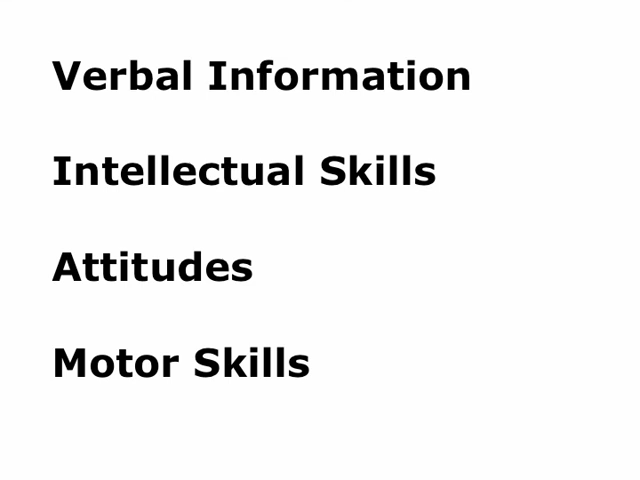 Verbal Information
Intellectual Skills
Attitudes
Motor Skills